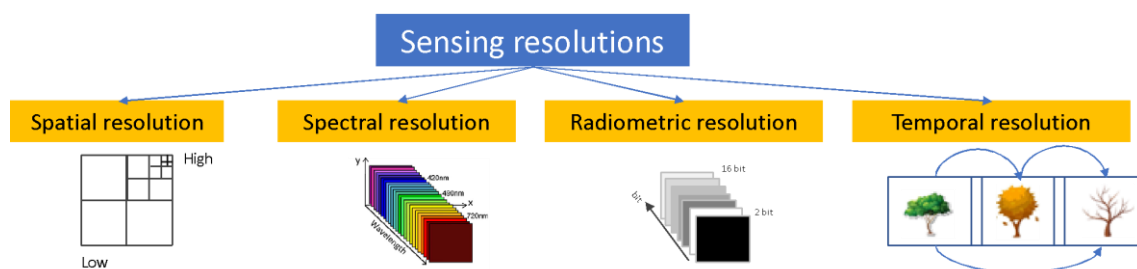 Sensing resolutions
Spatial resolution
Spectral resolution
Radiometric resolution
Temporal resolution
High
Low
y
420nm
499nm
x
720nm
Wavelength
16 bit
bit
2 bit